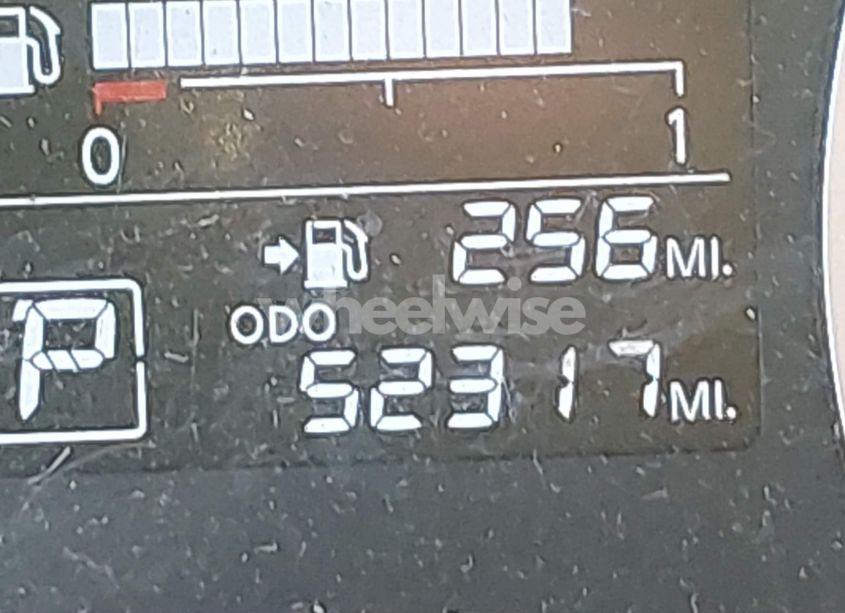 0 1
256 MI.
P
ODO
52317 MI.
wheelwise